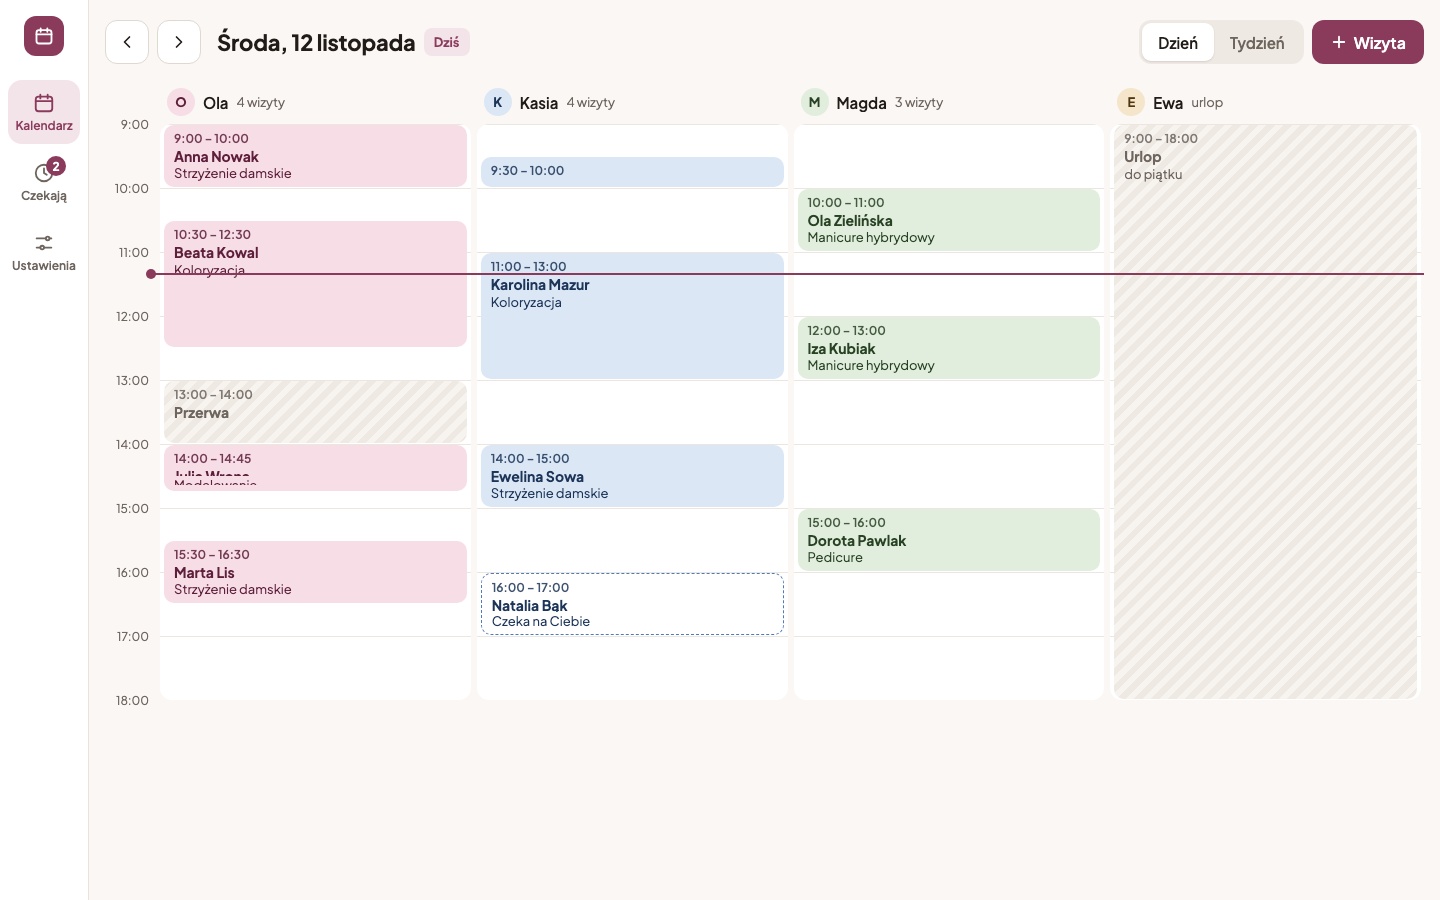 Środa, 12 listopada
Dziś
Dzień
Tydzień
+ Wizyta
Kalendarz
2
Czekają
Ustawienia
O Ola 4 wizyty
K Kasia 4 wizyty
M Magda 3 wizyty
E Ewa urlop
9:00
10:00
11:00
12:00
13:00
14:00
15:00
16:00
17:00
18:00
9:00 – 10:00
Anna Nowak
Strzyżenie damskie
10:30 – 12:30
Beata Kowal
Koloryzacja
13:00 – 14:00
Przerwa
14:00 – 14:45
Modelowanie
15:30 – 16:30
Marta Lis
Strzyżenie damskie
9:30 – 10:00
11:00 – 13:00
Karolina Mazur
Koloryzacja
14:00 – 15:00
Ewelina Sowa
Strzyżenie damskie
16:00 – 17:00
Natalia Bąk
Czeka na Ciebie
10:00 – 11:00
Ola Zielińska
Manicure hybrydowy
12:00 – 13:00
Iza Kubiak
Manicure hybrydowy
15:00 – 16:00
Dorota Pawlak
Pedicure
9:00 – 18:00
Urlop
do piątku